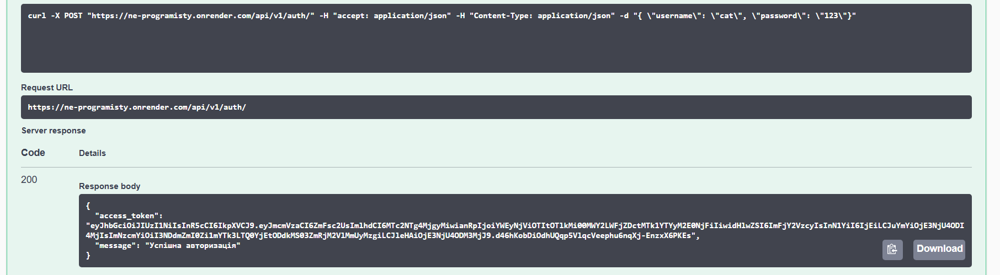 curl -X POST "https://ne-programisty.onrender.com/api/v1/auth/" -H "accept: application/json" -H "Content-Type: application/json" -d "{ \"username\": \"cat\", \"password\": \"123\"}"
Request URL
https://ne-programisty.onrender.com/api/v1/auth/
Server response
Code Details
200
Response body
{
"access_token":
"eyJhbGciOiJIUzI1NiIsInR5cCI6IkpXVCJ9.eyJmcmVzaCI6ZmFsc2UsImlhdCI6MTc2NTg4MjgyMiwianRpIjoiYWEyNjViOTItOTlkMi00MWY2LWFjZDctMTk1YTYyM2E0NjFiIiwidHlwZSI6ImFjY2VzcyIsInN1YiI6IjEiLCJuYmYiOjE3NjU4ODI
4MjIsImNzcmYiOiI3NDdmZmI0Zi1mYTk3LTQ0YjEtODdkMS03ZmRjM2VlMmUyMzgiLCJleHAiOjE3NjU4ODM3MjJ9.d46hKobDiOdhUQqp5VlqcVeephu6nqXj-EnzxX6PKEs",
"message": "Успішна авторизація"
}
Download